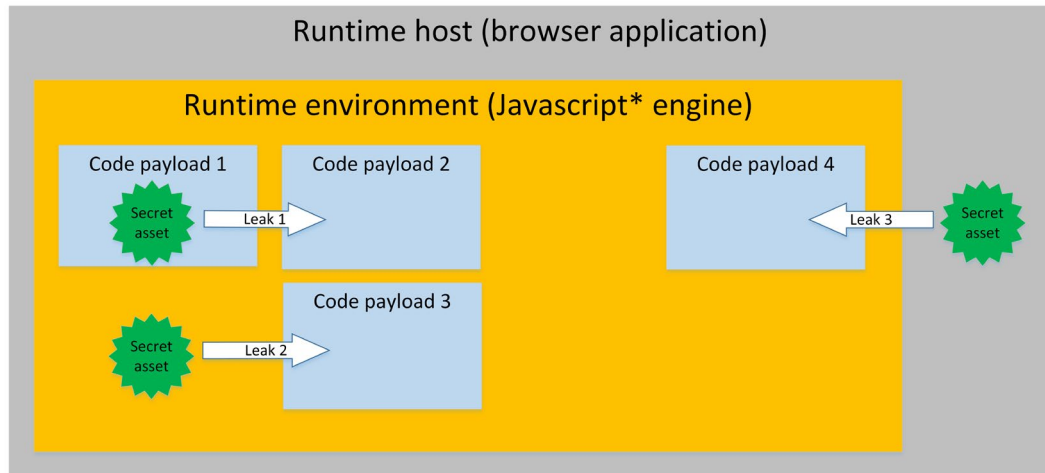 Runtime host (browser application)
Runtime environment (Javascript* engine)
Code payload 1
Code payload 2
Code payload 4
Secret
asset
Leak 1
Leak 3
Secret
asset
Code payload 3
Secret
asset
Leak 2